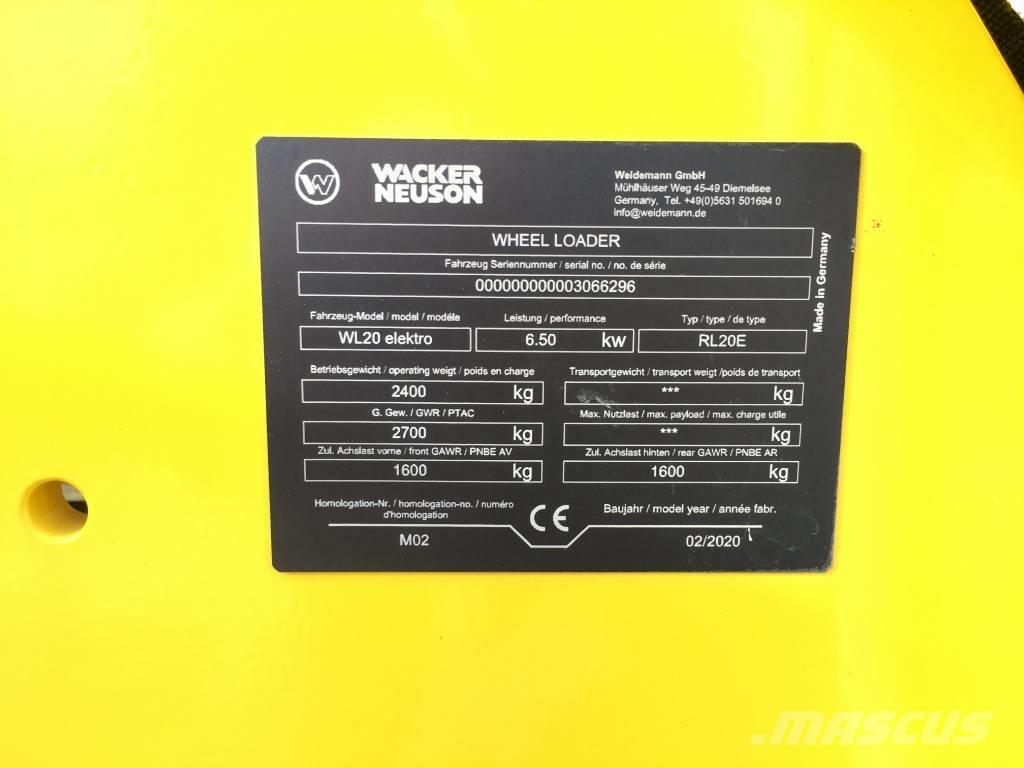 WACKER
NEUSON
Weidemann GmbH
Mühlhäuser Weg 45-49 Diemelsee
Germany, Tel. +49(0)5631 501694 0
info@weidemann.de
WHEEL LOADER
Fahrzeug Seriennummer / serial no. / no. de série
000000000003066296
Made in Germany
Fahrzeug-Model / model / modéle
Leistung / performance
Typ / type / de type
WL20 elektro
6.50 kw
RL20E
Betriebsgewicht / operating weigt / poids en charge
Transportgewicht / transport weigt /poids de transport
2400 kg
*** kg
G. Gew. / GWR / PTAC
Max. Nutzlast / max. payload / max. charge utile
2700 kg
*** kg
Zul. Achslast vorne / front GAWR / PNBE AV
Zul. Achslast hinten / rear GAWR / PNBE AR
1600 kg
1600 kg
Homologation-Nr. / homologation-no. / numéro
d'homologation
CE
Baujahr / model year / année fabr.
M02
02/2020
.mascus